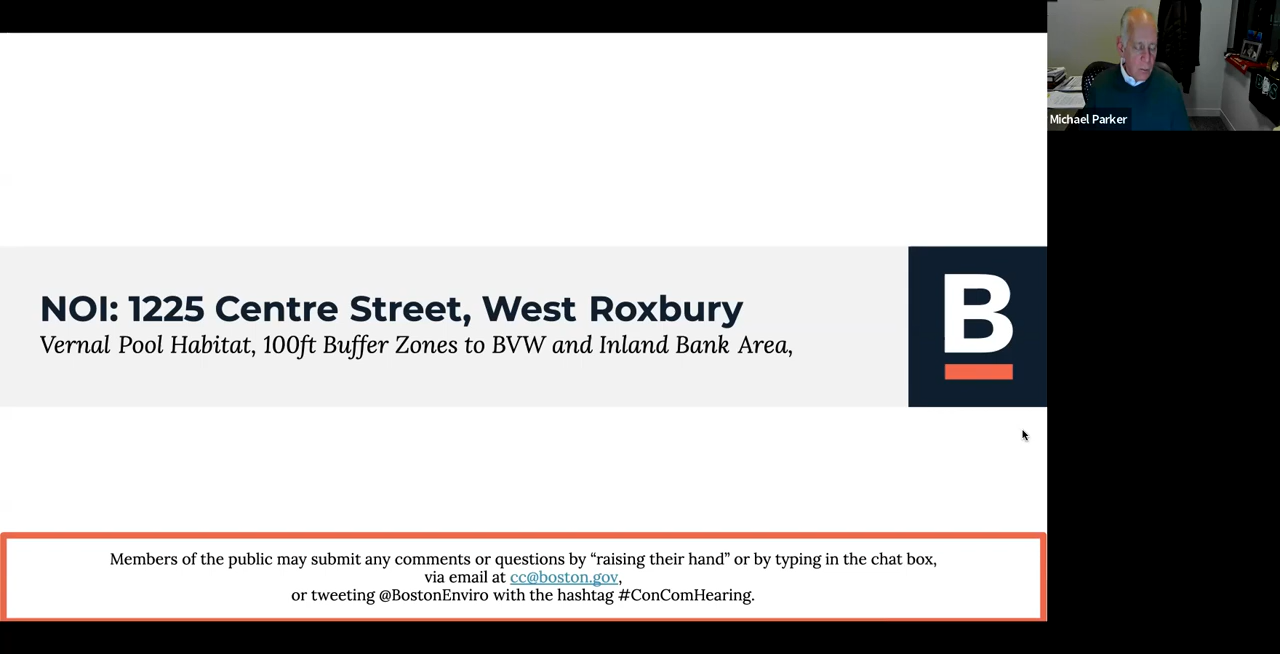 Michael Parker
NOI: 1225 Centre Street, West Roxbury
Vernal Pool Habitat, 100ft Buffer Zones to BVW and Inland Bank Area,
B
Members of the public may submit any comments or questions by “raising their hand” or by typing in the chat box,
via email at cc@boston.gov,
or tweeting @BostonEnviro with the hashtag #ConComHearing.